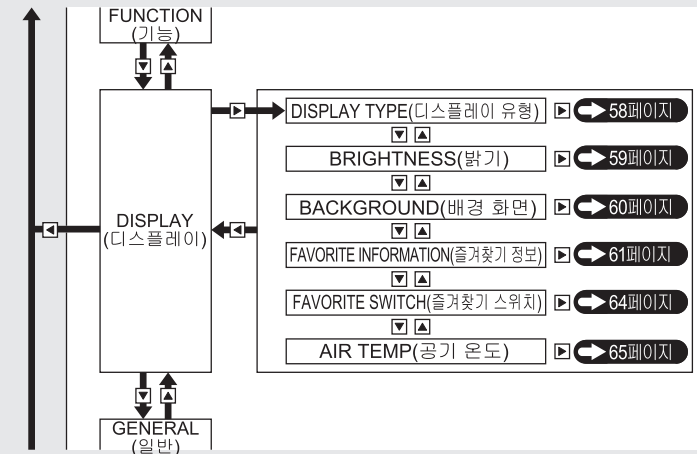 FUNCTION
(기능)
DISPLAY
(디스플레이)
DISPLAY TYPE(디스플레이 유형)
58페이지
BRIGHTNESS(밝기)
59페이지
BACKGROUND(배경 화면)
60페이지
FAVORITE INFORMATION(즐겨찾기 정보)
61페이지
FAVORITE SWITCH(즐겨찾기 스위치)
64페이지
AIR TEMP(공기 온도)
65페이지
GENERAL
(일반)